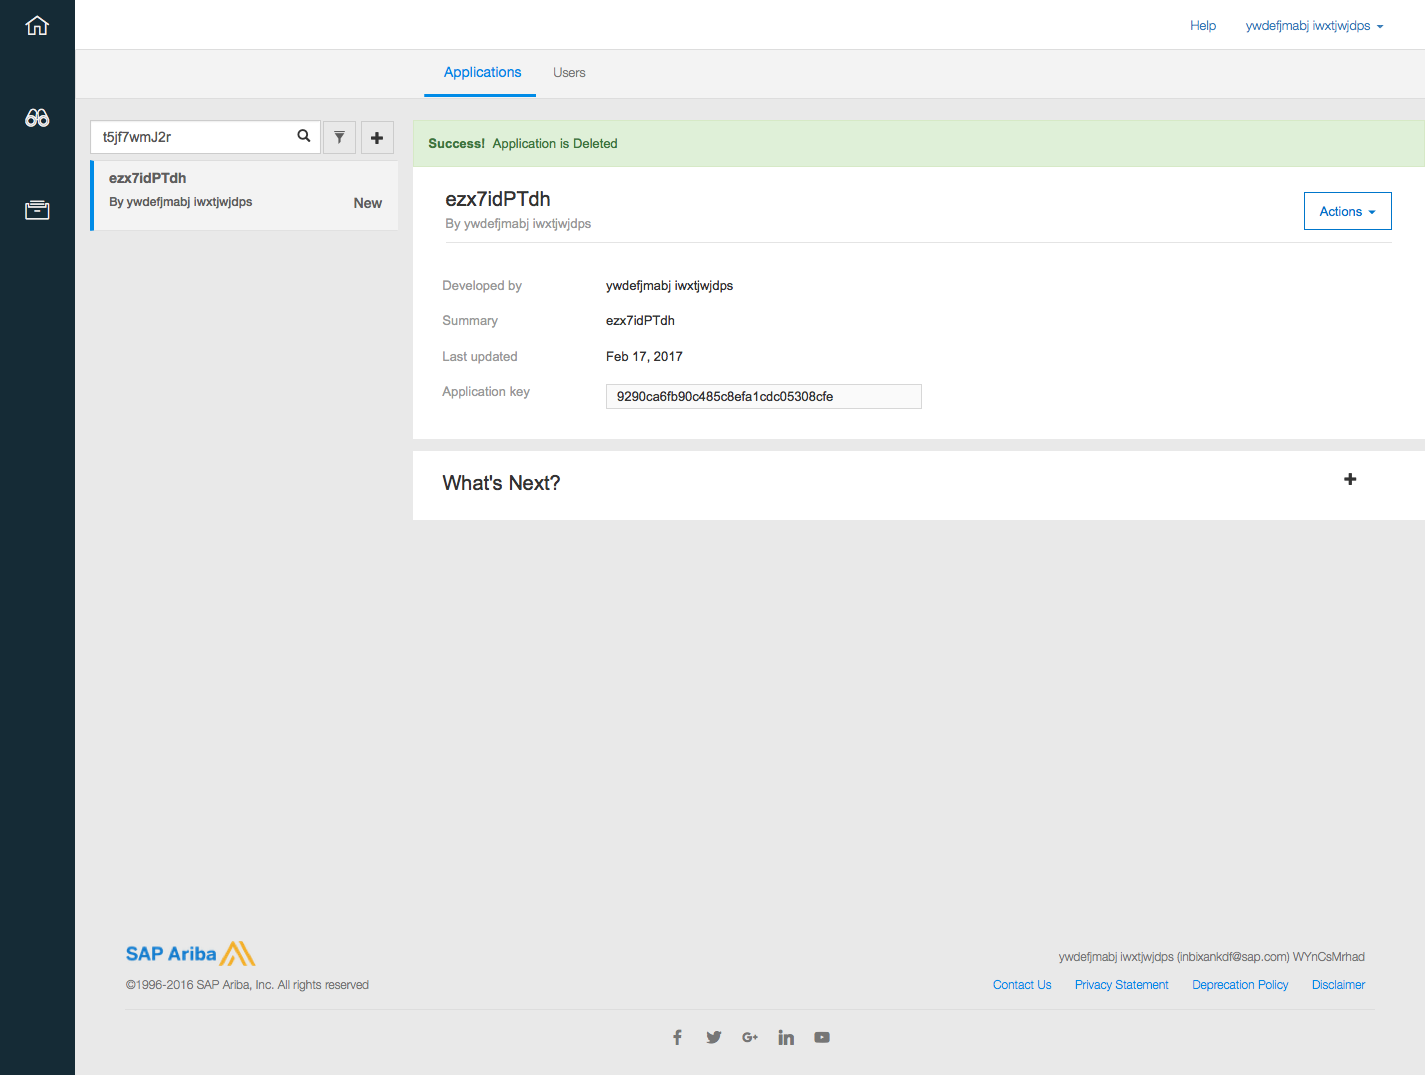 Help ywdefjmabj iwxtjwjdps
Applications Users
t5jf7wmJ2r
ezx7idPTdh
By ywdefjmabj iwxtjwjdps
New
Success! Application is Deleted
ezx7idPTdh
By ywdefjmabj iwxtjwjdps
Actions
Developed by ywdefjmabj iwxtjwjdps
Summary ezx7idPTdh
Last updated Feb 17, 2017
Application key 9290ca6fb90c485c8efa1cdc05308cfe
What's Next?
SAP Ariba
©1996-2016 SAP Ariba, Inc. All rights reserved
ywdefjmabj iwxtjwjdps (inbixankdf@sap.com) WYnCsMrhad
Contact Us Privacy Statement Deprecation Policy Disclaimer